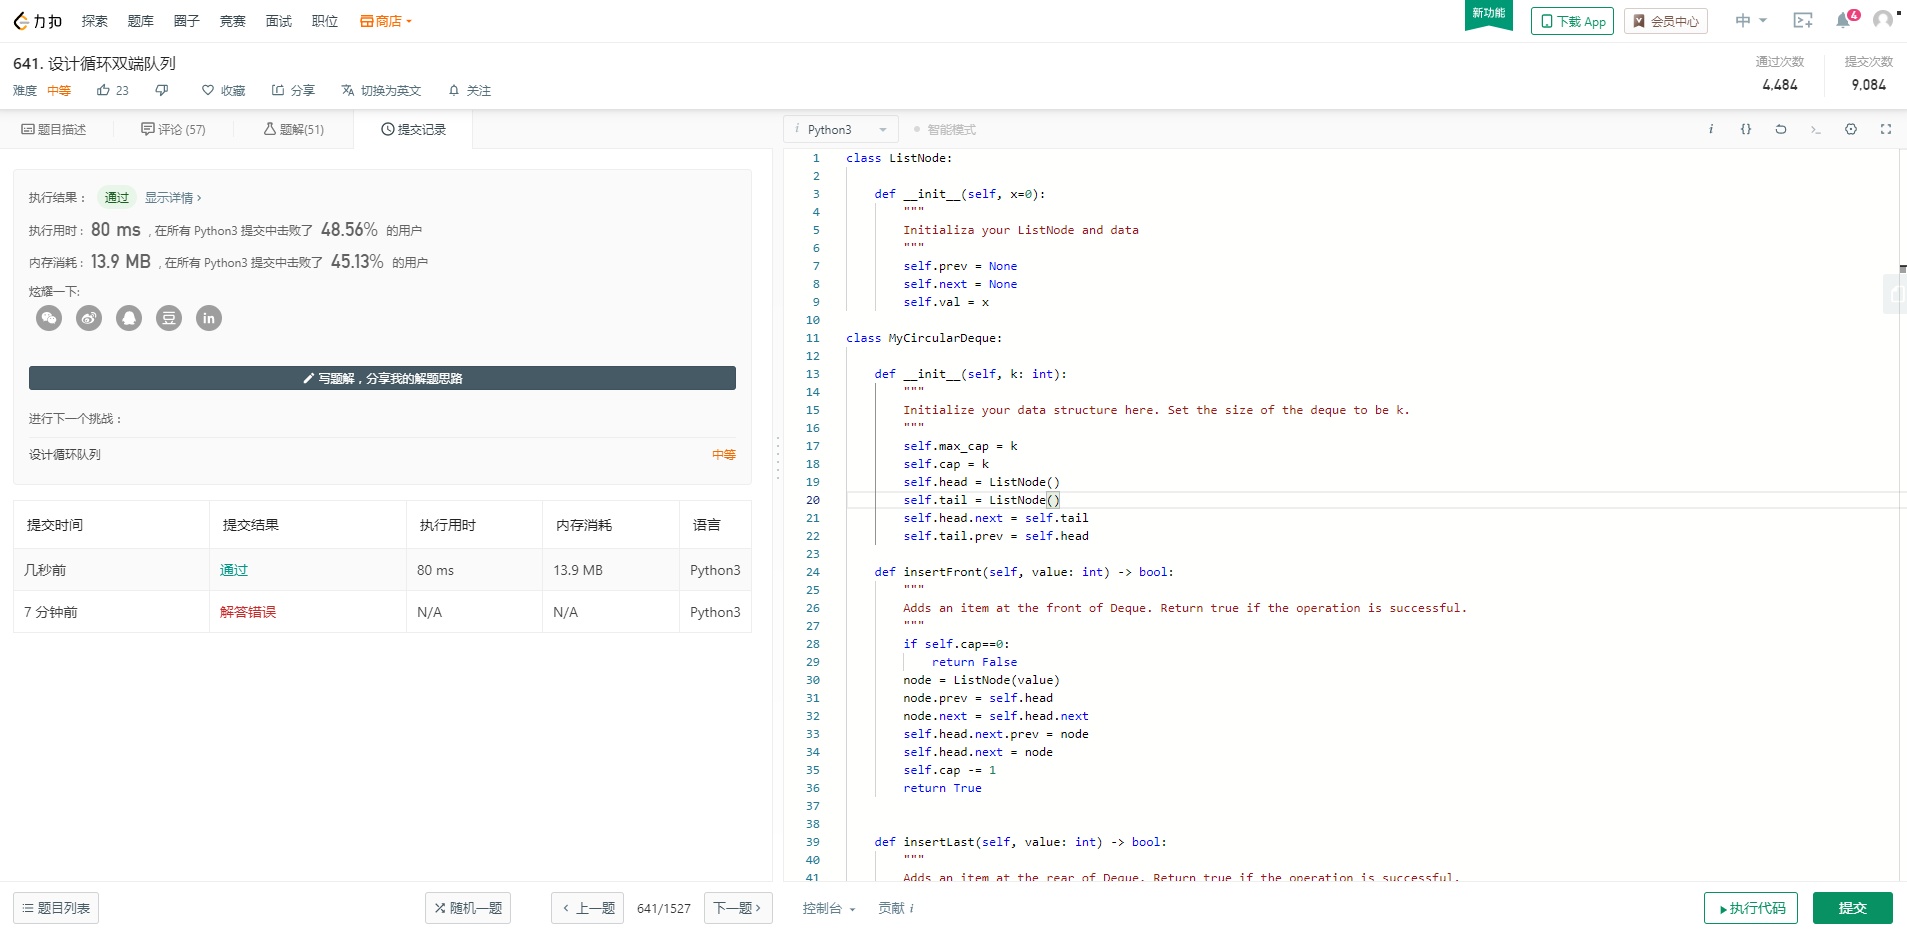 力扣 探索 题库 圈子 竞赛 面试 职位 商店 新功能 下载 App 会员中心 中 4
641. 设计循环双端队列
难度 中等 23 收藏 分享 切换为英文 关注
通过次数 提交次数
4,484 9,084
题目描述 评论 (57) 题解(51) 提交记录
执行结果： 通过 显示详情 ›
执行用时 : 80 ms , 在所有 Python3 提交中击败了 48.56% 的用户
内存消耗 : 13.9 MB , 在所有 Python3 提交中击败了 45.13% 的用户
炫耀一下:
豆 in
写题解，分享我的解题思路
进行下一个挑战：
设计循环队列 中等
提交时间 提交结果 执行用时 内存消耗 语言
几秒前 通过 80 ms 13.9 MB Python3
7 分钟前 解答错误 N/A N/A Python3
题目列表 随机一题 ‹ 上一题 641/1527 下一题 ›
i Python3 智能模式 i {} >_
1 class ListNode:
2
3 def __init__(self, x=0):
4 """
5 Initializa your ListNode and data
6 """
7 self.prev = None
8 self.next = None
9 self.val = x
10
11 class MyCircularDeque:
12
13 def __init__(self, k: int):
14 """
15 Initialize your data structure here. Set the size of the deque to be k.
16 """
17 self.max_cap = k
18 self.cap = k
19 self.head = ListNode()
20 self.tail = ListNode()
21 self.head.next = self.tail
22 self.tail.prev = self.head
23
24 def insertFront(self, value: int) -> bool:
25 """
26 Adds an item at the front of Deque. Return true if the operation is successful.
27 """
28 if self.cap==0:
29 return False
30 node = ListNode(value)
31 node.prev = self.head
32 node.next = self.head.next
33 self.head.next.prev = node
34 self.head.next = node
35 self.cap -= 1
36 return True
37
38
39 def insertLast(self, value: int) -> bool:
40 """
41 Adds an item at the rear of Deque. Return true if the operation is successful.
控制台 贡献 i 执行代码 提交